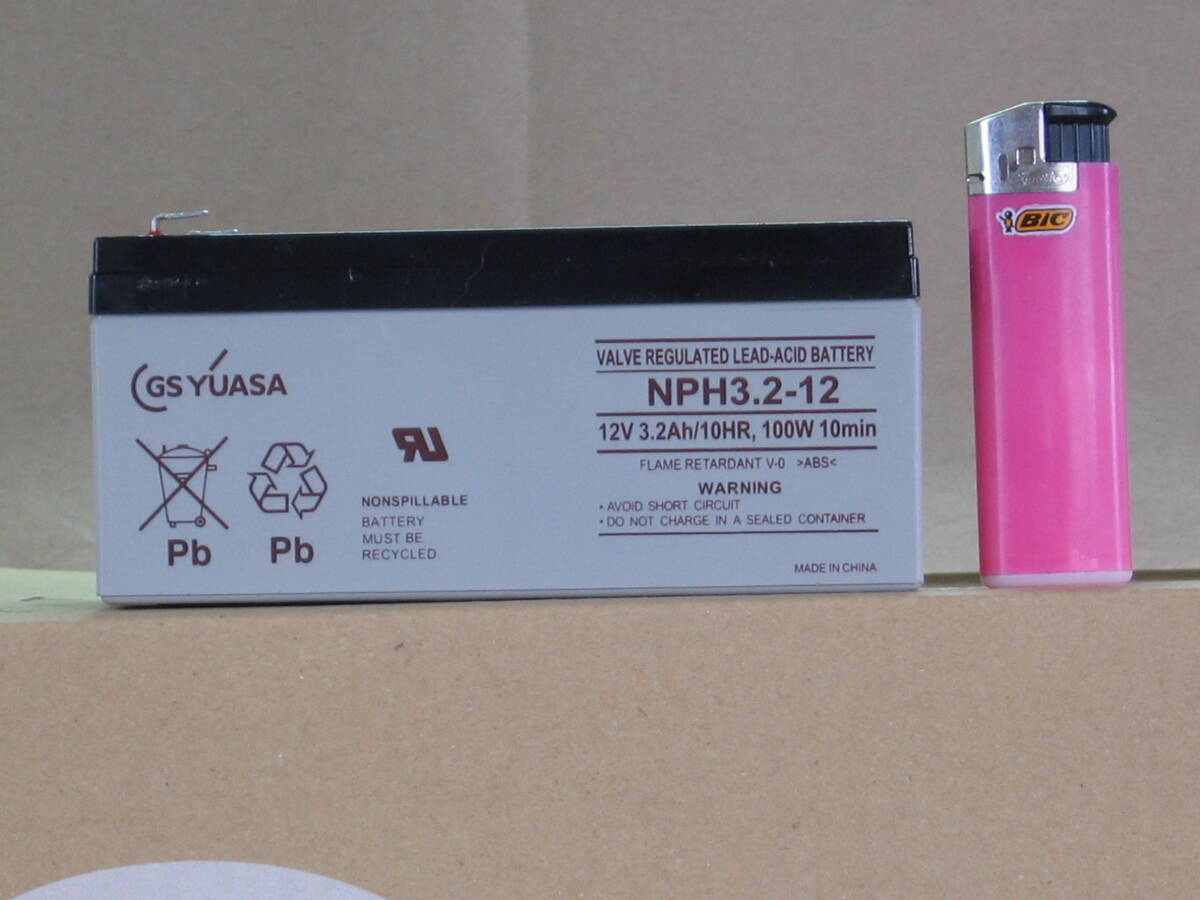 GS YUASA
Pb
Pb
RU
NONSPILLABLE
BATTERY
MUST BE
RECYCLED.
VALVE REGULATED LEAD-ACID BATTERY
NPH3.2-12
12V 3.2Ah/10HR, 100W 10min
FLAME RETARDANT V-0 >ABS<
WARNING
• AVOID SHORT CIRCUIT
• DO NOT CHARGE IN A SEALED CONTAINER
MADE IN CHINA
BIC